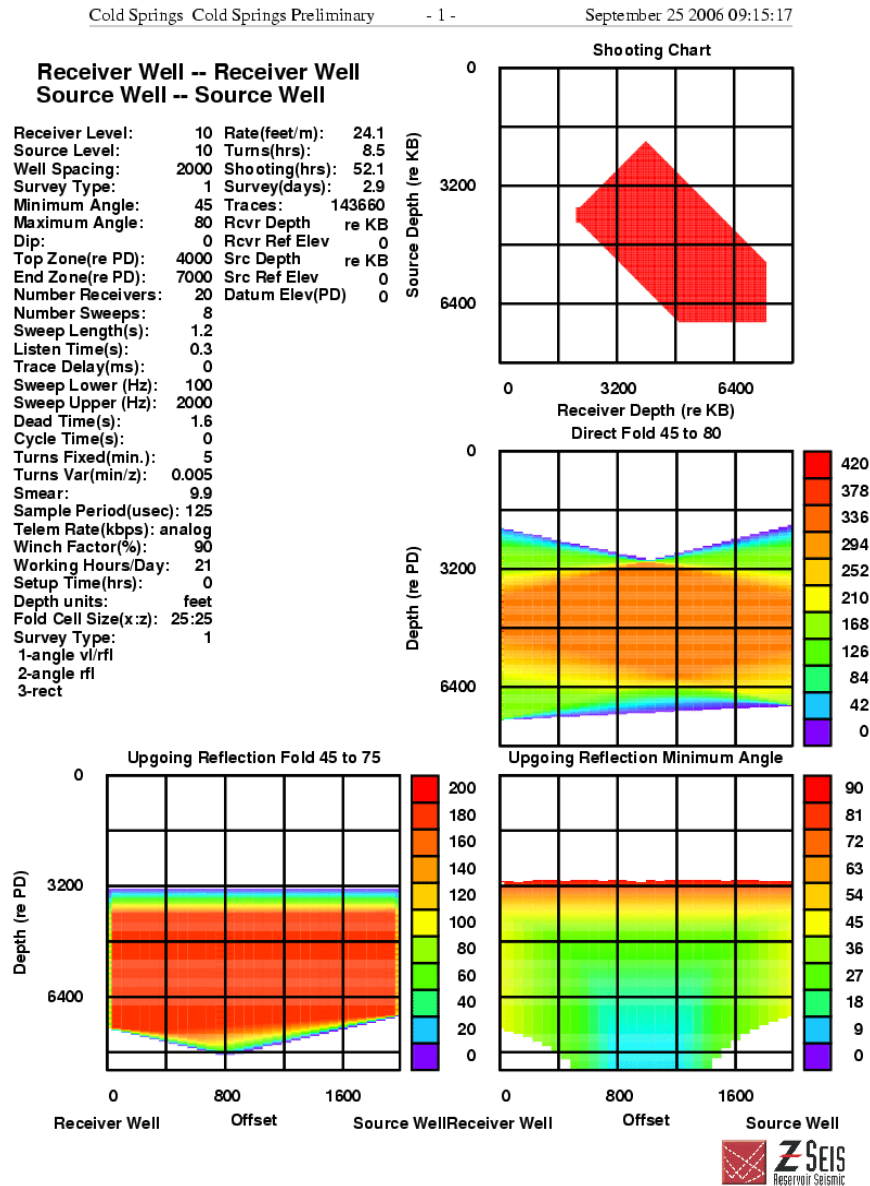 Cold Springs Cold Springs Preliminary - 1 - September 25 2006 09:15:17
Receiver Well -- Receiver Well
Source Well -- Source Well
Receiver Level: 10 Rate(feet/m): 24.1
Source Level: 10 Turns(hrs): 8.5
Well Spacing: 2000 Shooting(hrs): 52.1
Survey Type: 1 Survey(days): 2.9
Minimum Angle: 45 Traces: 143660
Maximum Angle: 80 Rcvr Depth re KB
Dip: 0 Rcvr Ref Elev 0
Top Zone(re PD): 4000 Src Depth re KB
End Zone(re PD): 7000 Src Ref Elev 0
Number Receivers: 20 Datum Elev(PD) 0
Number Sweeps: 8
Sweep Length(s): 1.2
Listen Time(s): 0.3
Trace Delay(ms): 0
Sweep Lower (Hz): 100
Sweep Upper (Hz): 2000
Dead Time(s): 1.6
Cycle Time(s): 0
Turns Fixed(min.): 5
Turns Var(min/z): 0.005
Smear: 9.9
Sample Period(usec): 125
Telem Rate(kbps): analog
Winch Factor(%): 90
Working Hours/Day: 21
Setup Time(hrs): 0
Depth units: feet
Fold Cell Size(x:z): 25:25
Survey Type: 1
1-angle vl/rfl
2-angle rfl
3-rect
Shooting Chart
0
3200
6400
Source Depth (re KB)
0 3200 6400
Receiver Depth (re KB)
Direct Fold 45 to 80
0
3200
6400
Depth (re PD)
420
378
336
294
252
210
168
126
84
42
0
Upgoing Reflection Fold 45 to 75
0
3200
6400
Depth (re PD)
200
180
160
140
120
100
80
60
40
20
0
0 800 1600
Receiver Well Offset Source Well
Upgoing Reflection Minimum Angle
90
81
72
63
54
45
36
27
18
9
0
0 800 1600
Receiver Well Offset Source Well
Z SEIS
Reservoir Seismic